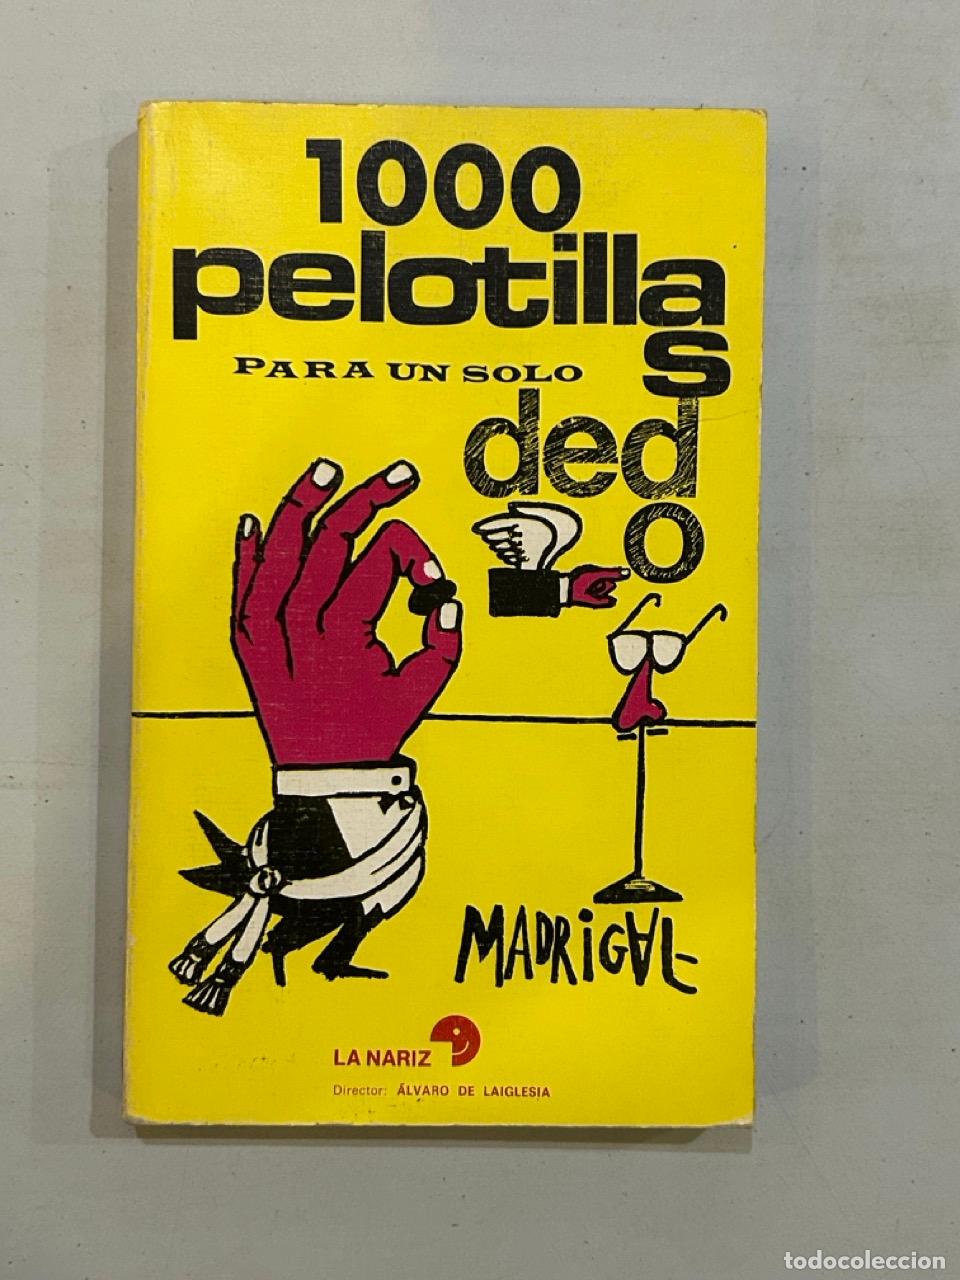 1000
pelotillas
PARA UN SOLO
dedo
MADRiGAL
LA NARIZ
Director: ÁLVARO DE LAIGLESIA
todocoleccion